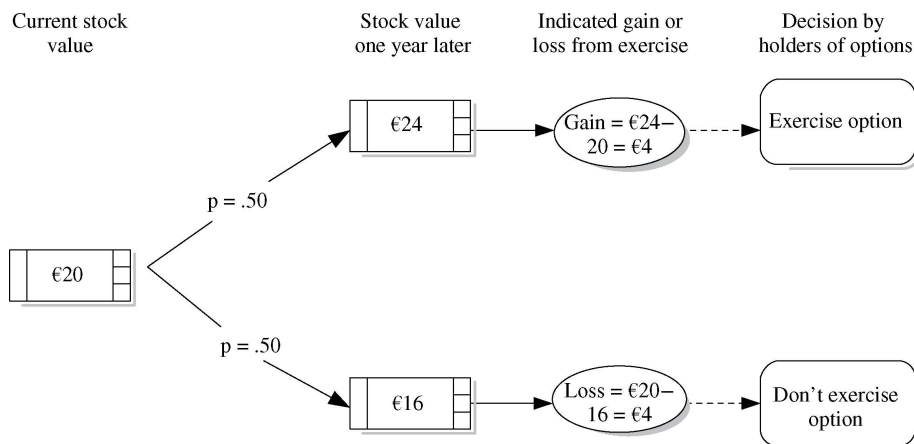 Current stock
value
Stock value
one year later
Indicated gain or
loss from exercise
Decision by
holders of options
€24
Gain = €24–
20 = €4
Exercise option
p = .50
€20
p = .50
€16
Loss = €20–
16 = €4
Don't exercise
option